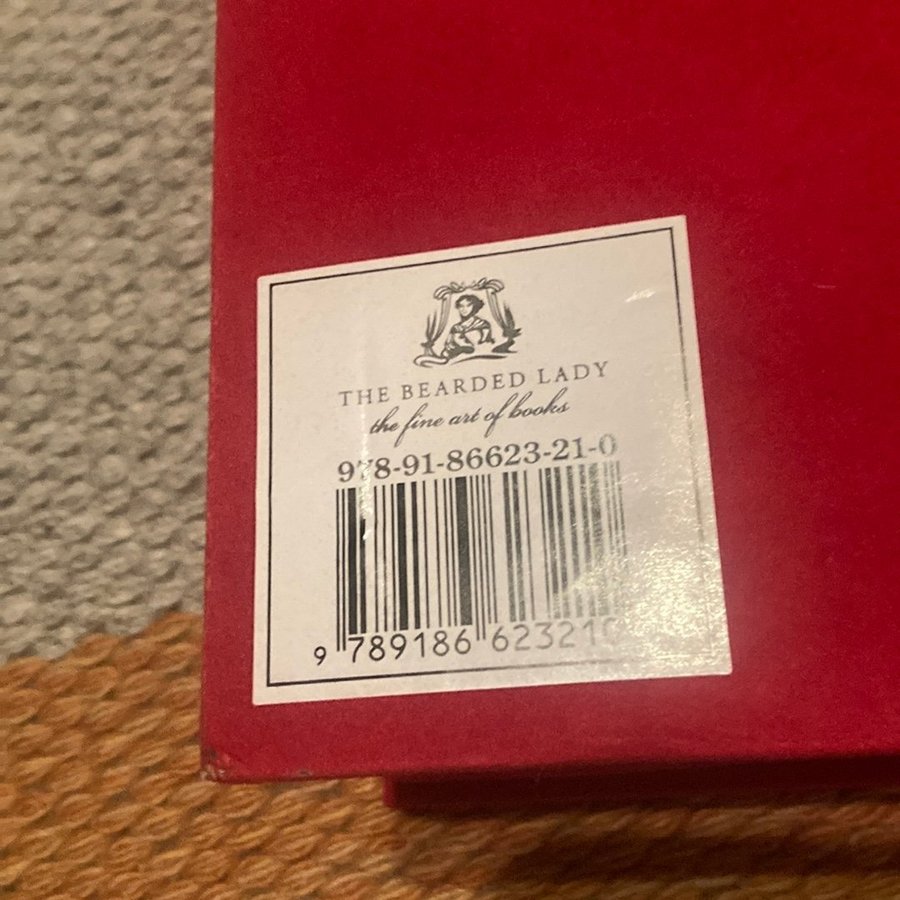 THE BEARDED LADY
the fine art of books
978-91-86623-21-0
9 789186 623210